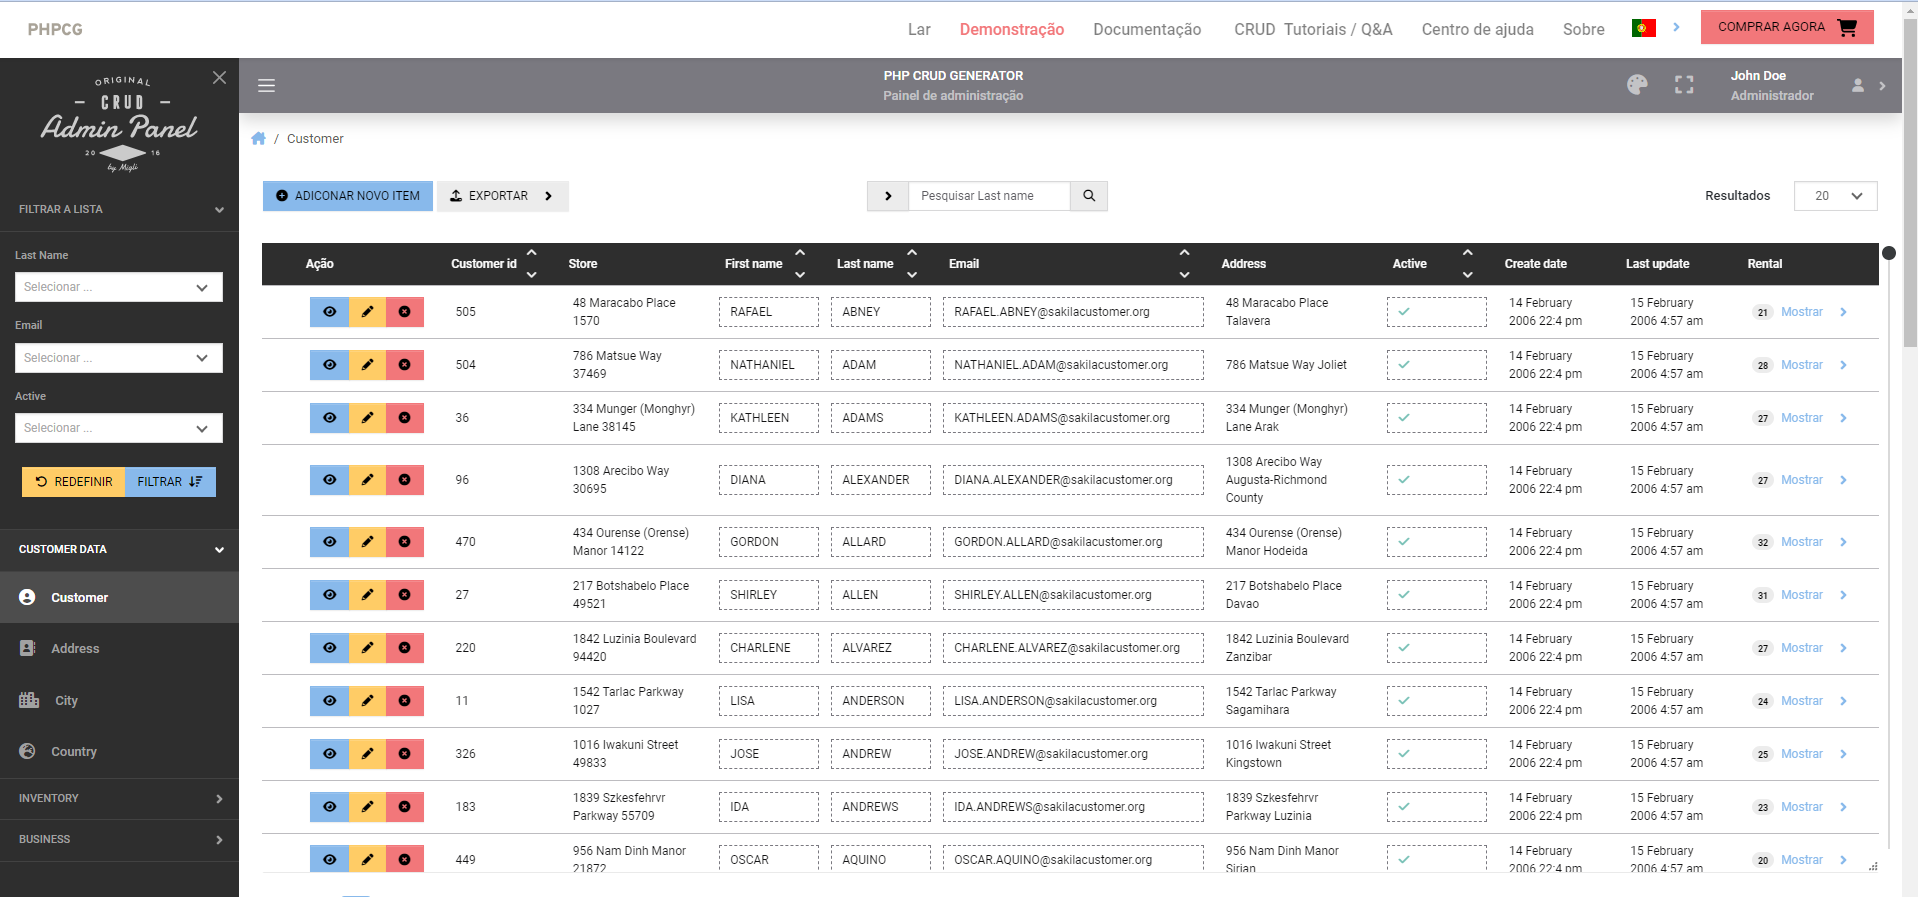 PHPCG Lar Demonstração Documentação CRUD Tutoriais / Q&A Centro de ajuda Sobre COMPRAR AGORA
ORIGINAL
CRUD
Admin Panel
20 16
by Migli
PHP CRUD GENERATOR
Painel de administração
John Doe
Administrador
/ Customer
FILTRAR A LISTA
Last Name
Selecionar ...
Email
Selecionar ...
Active
Selecionar ...
REDEFINIR FILTRAR
CUSTOMER DATA
Customer
Address
City
Country
INVENTORY
BUSINESS
ADICONAR NOVO ITEM EXPORTAR Pesquisar Last name Resultados 20
Ação Customer id Store First name Last name Email Address Active Create date Last update Rental
505 48 Maracabo Place RAFAEL ABNEY RAFAEL.ABNEY@sakilacustomer.org 48 Maracabo Place 14 February 15 February 21 Mostrar
1570 Talavera 2006 22:4 pm 2006 4:57 am
504 786 Matsue Way NATHANIEL ADAM NATHANIEL.ADAM@sakilacustomer.org 786 Matsue Way Joliet 14 February 15 February 28 Mostrar
37469 2006 22:4 pm 2006 4:57 am
36 334 Munger (Monghyr) KATHLEEN ADAMS KATHLEEN.ADAMS@sakilacustomer.org 334 Munger (Monghyr) 14 February 15 February 27 Mostrar
Lane 38145 Lane Arak 2006 22:4 pm 2006 4:57 am
96 1308 Arecibo Way DIANA ALEXANDER DIANA.ALEXANDER@sakilacustomer.org 1308 Arecibo Way 14 February 15 February 27 Mostrar
30695 Augusta-Richmond 2006 22:4 pm 2006 4:57 am
County
470 434 Ourense (Orense) GORDON ALLARD GORDON.ALLARD@sakilacustomer.org 434 Ourense (Orense) 14 February 15 February 32 Mostrar
Manor 14122 Manor Hodeida 2006 22:4 pm 2006 4:57 am
27 217 Botshabelo Place SHIRLEY ALLEN SHIRLEY.ALLEN@sakilacustomer.org 217 Botshabelo Place 14 February 15 February 31 Mostrar
49521 Davao 2006 22:4 pm 2006 4:57 am
220 1842 Luzinia Boulevard CHARLENE ALVAREZ CHARLENE.ALVAREZ@sakilacustomer.org 1842 Luzinia Boulevard 14 February 15 February 27 Mostrar
94420 Zanzibar 2006 22:4 pm 2006 4:57 am
11 1542 Tarlac Parkway LISA ANDERSON LISA.ANDERSON@sakilacustomer.org 1542 Tarlac Parkway 14 February 15 February 24 Mostrar
1027 Sagamihara 2006 22:4 pm 2006 4:57 am
326 1016 Iwakuni Street JOSE ANDREW JOSE.ANDREW@sakilacustomer.org 1016 Iwakuni Street 14 February 15 February 25 Mostrar
49833 Kingstown 2006 22:4 pm 2006 4:57 am
183 1839 Szkesfehrvr IDA ANDREWS IDA.ANDREWS@sakilacustomer.org 1839 Szkesfehrvr 14 February 15 February 23 Mostrar
Parkway 55709 Parkway Luzinia 2006 22:4 pm 2006 4:57 am
449 956 Nam Dinh Manor OSCAR AQUINO OSCAR.AQUINO@sakilacustomer.org 956 Nam Dinh Manor 14 February 15 February 20 Mostrar
21872 Sirjan 2006 22:4 pm 2006 4:57 am